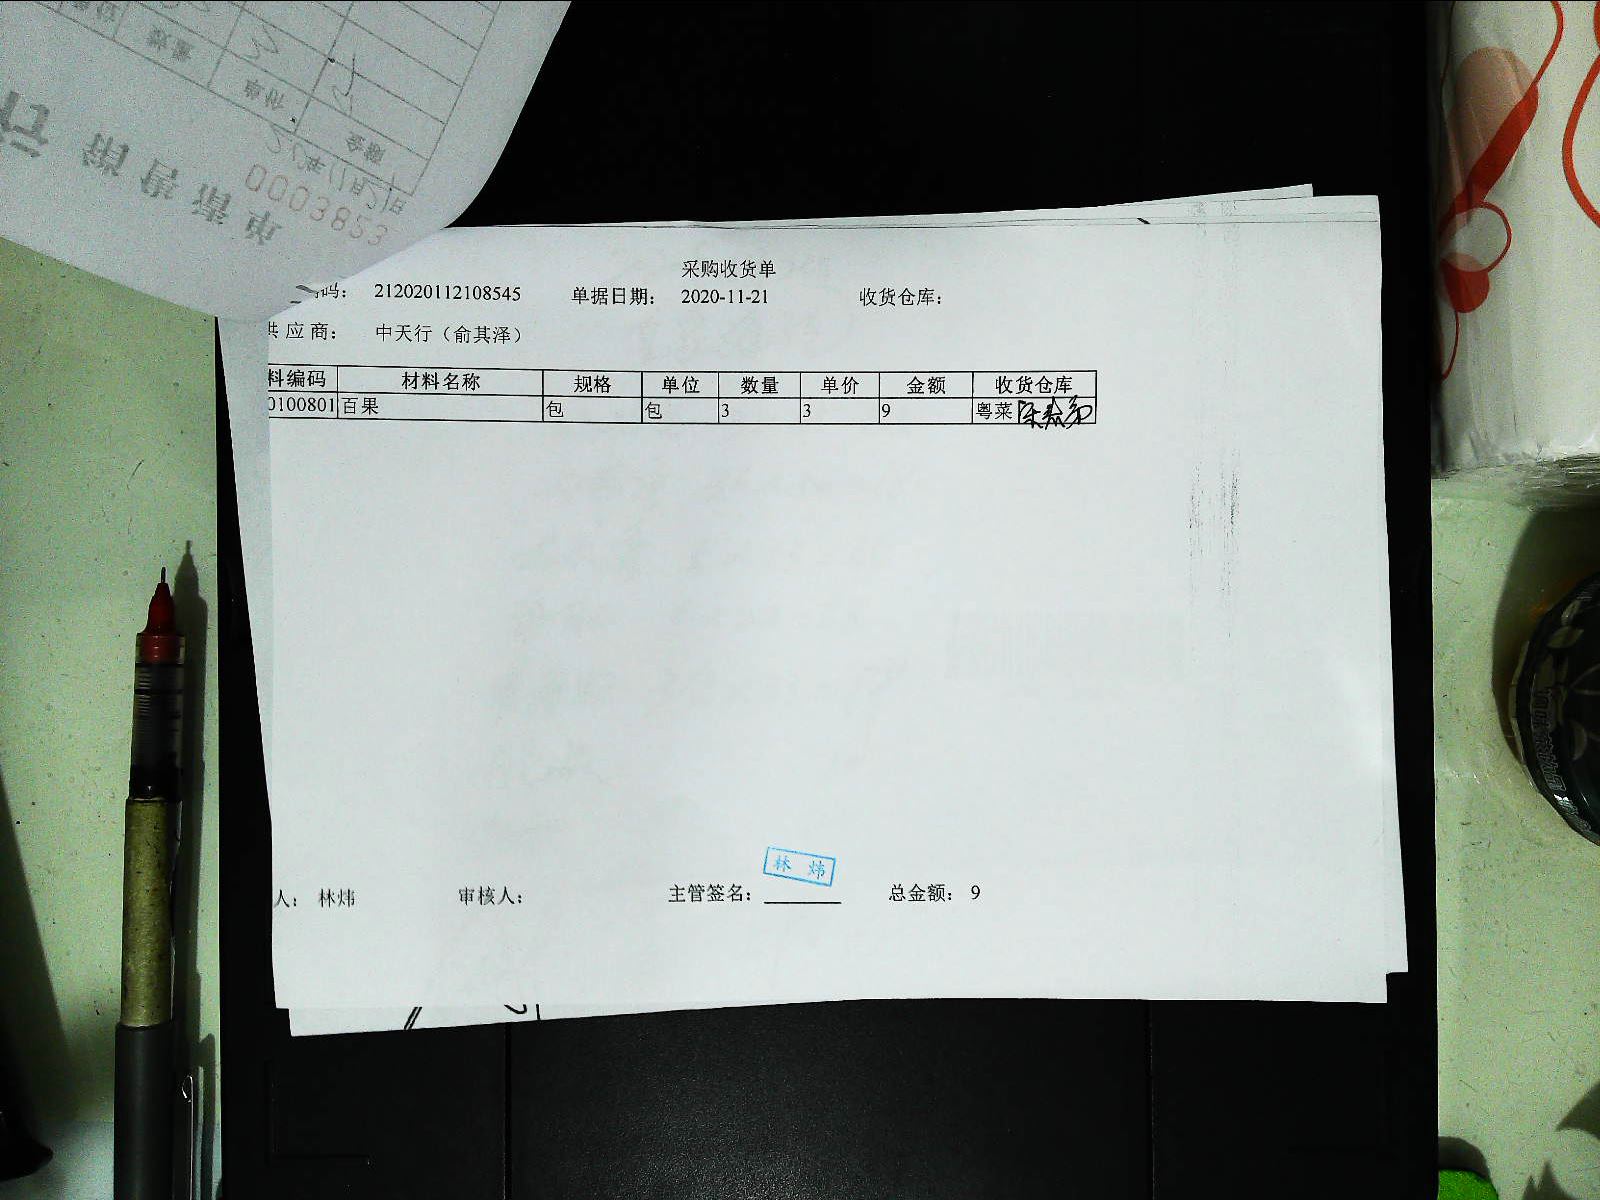 0003853
采购收货单
码: 212020112108545 单据日期: 2020-11-21 收货仓库:
供应商: 中天行（俞其泽）
料编码 材料名称 规格 单位 数量 单价 金额 收货仓库
0100801 百果 包 包 3 3 9 粤菜
林炜
人: 林炜 审核人: 主管签名: 总金额: 9